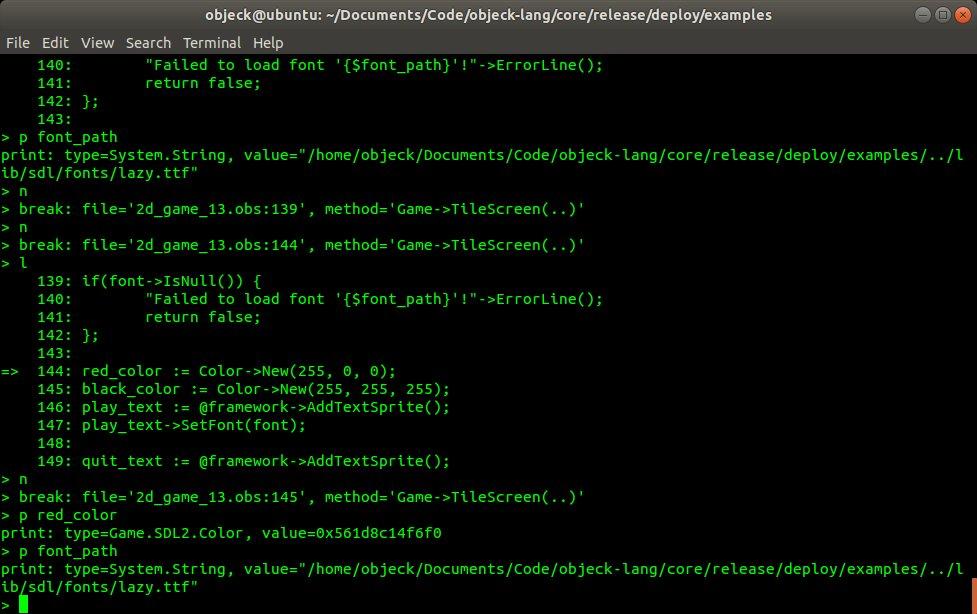 objeck@ubuntu: ~/Documents/Code/objeck-lang/core/release/deploy/examples
File Edit View Search Terminal Help
    140:        "Failed to load font '{$font_path}'!"->ErrorLine();
    141:        return false;
    142: };
    143:
> p font_path
print: type=System.String, value="/home/objeck/Documents/Code/objeck-lang/core/release/deploy/examples/../l
ib/sdl/fonts/lazy.ttf"
> n
> break: file='2d_game_13.obs:139', method='Game->TileScreen(..)'
> n
> break: file='2d_game_13.obs:144', method='Game->TileScreen(..)'
> l
    139: if(font->IsNull()) {
    140:        "Failed to load font '{$font_path}'!"->ErrorLine();
    141:        return false;
    142: };
    143:
=>  144: red_color := Color->New(255, 0, 0);
    145: black_color := Color->New(255, 255, 255);
    146: play_text := @framework->AddTextSprite();
    147: play_text->SetFont(font);
    148:
    149: quit_text := @framework->AddTextSprite();
> n
> break: file='2d_game_13.obs:145', method='Game->TileScreen(..)'
> p red_color
print: type=Game.SDL2.Color, value=0x561d8c14f6f0
> p font_path
print: type=System.String, value="/home/objeck/Documents/Code/objeck-lang/core/release/deploy/examples/../l
ib/sdl/fonts/lazy.ttf"
>